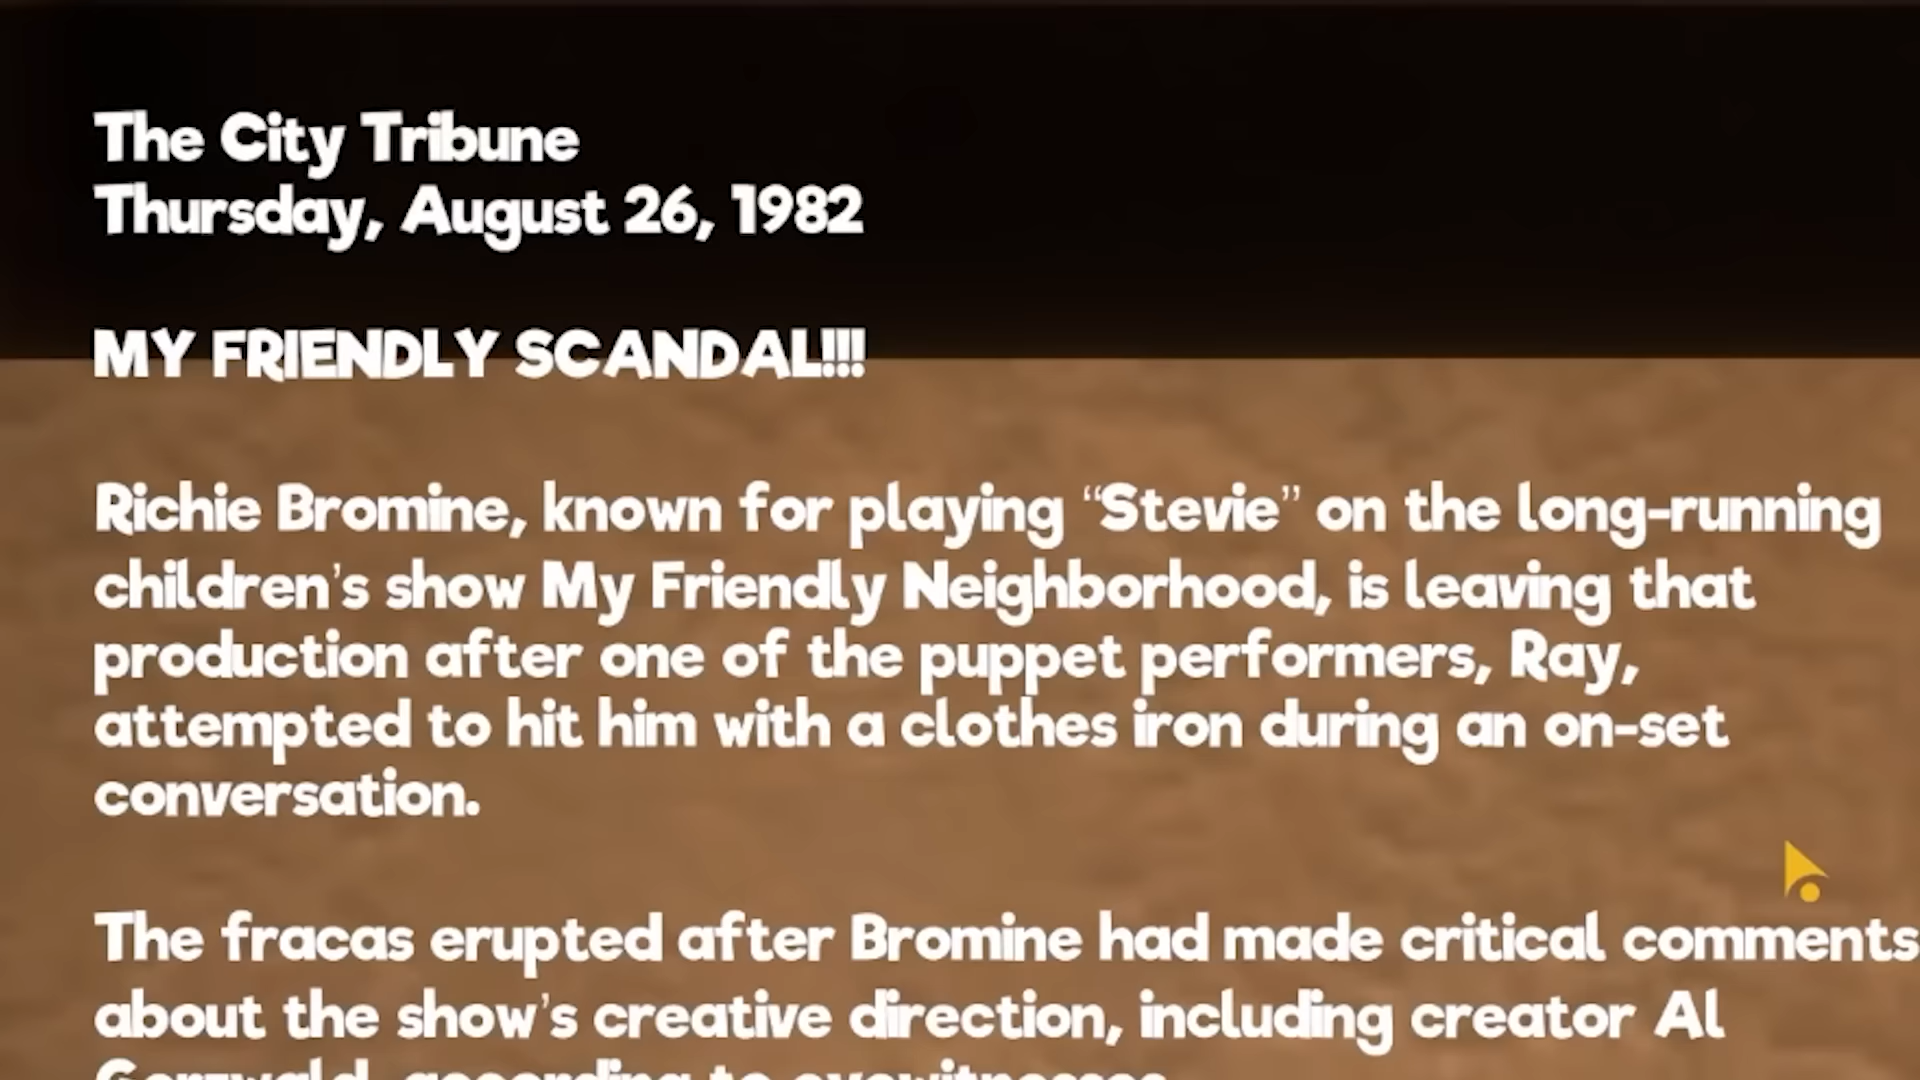 The City Tribune
Thursday, August 26, 1982
MY FRIENDLY SCANDAL!!!
Richie Bromine, known for playing “Stevie” on the long-running
children’s show My Friendly Neighborhood, is leaving that
production after one of the puppet performers, Ray,
attempted to hit him with a clothes iron during an on-set
conversation.
The fracas erupted after Bromine had made critical comments
about the show’s creative direction, including creator Al
according to eyewitnesses